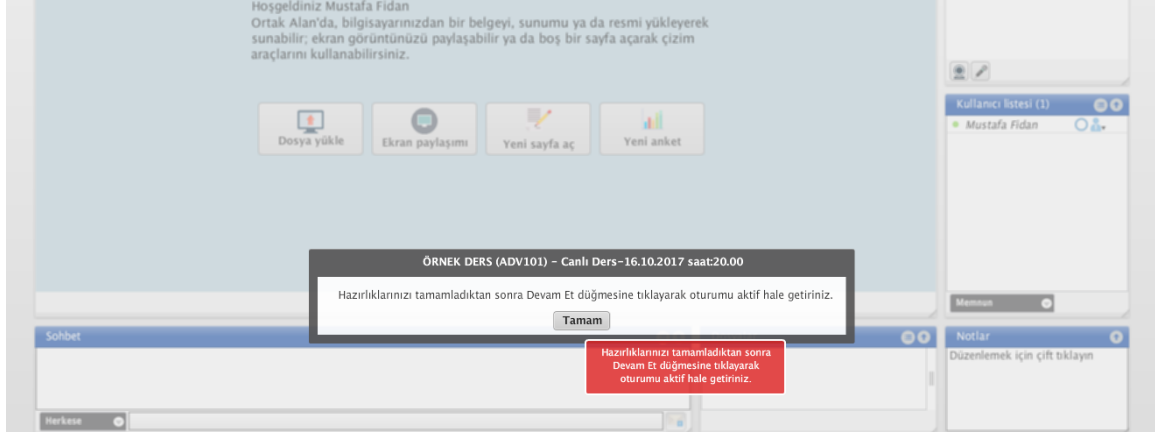 Hoşgeldiniz Mustafa Fidan
Ortak Alan'da, bilgisayarınızdan bir belgeyi, sunumu ya da resmi yükleyerek
sunabilir; ekran görüntünüzü paylaşabilir ya da boş bir sayfa açarak çizim
araçlarını kullanabilirsiniz.
Dosya yükle
Ekran paylaşımı
Yeni sayfa aç
Yeni anket
Kullanıcı listesi (1)
Mustafa Fidan
ÖRNEK DERS (ADV101) - Canlı Ders-16.10.2017 saat:20.00
Hazırlıklarınızı tamamladıktan sonra Devam Et düğmesine tıklayarak oturumu aktif hale getiriniz.
Tamam
Memnun
Sohbet
Notlar
Hazırlıklarınızı tamamladıktan sonra
Devam Et düğmesine tıklayarak
oturumu aktif hale getiriniz.
Düzenlemek için çift tıklayın
Herkese